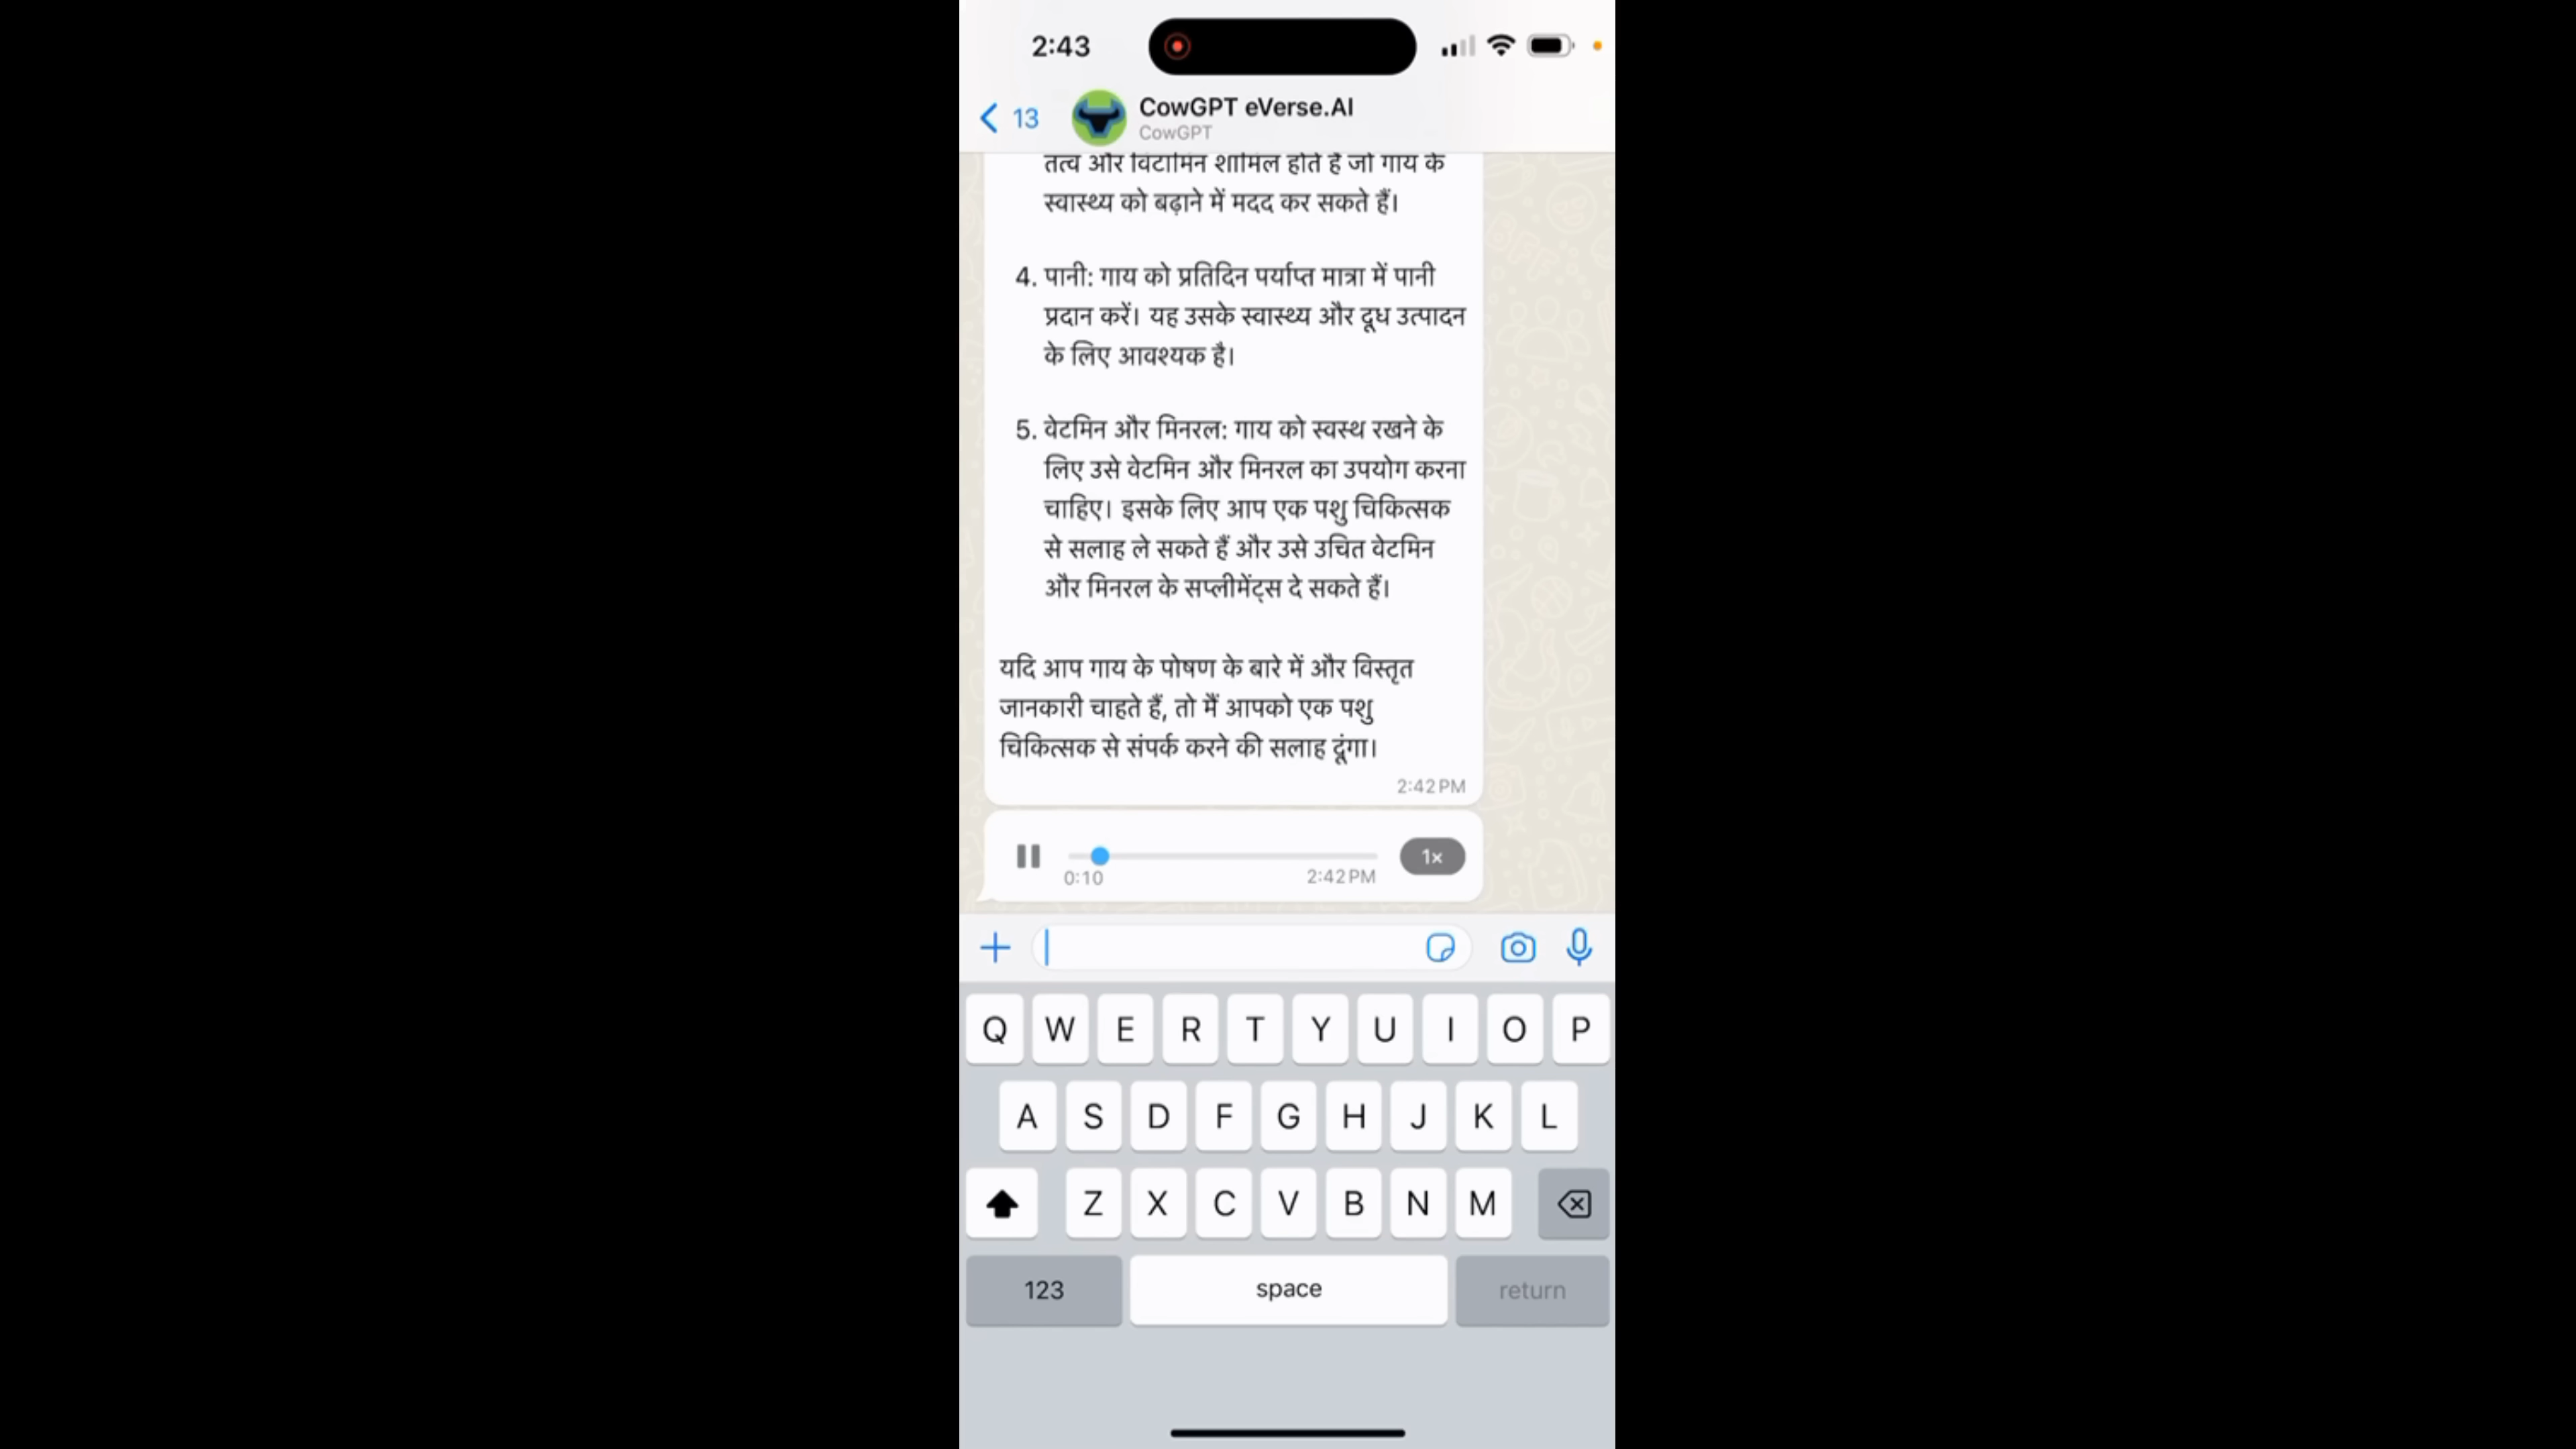 2:43
13
CowGPT eVerse.AI
CowGPT
तत्व और विटामिन शामिल होते हैं जो गाय के
स्वास्थ्य को बढ़ाने में मदद कर सकते हैं।
4. पानी: गाय को प्रतिदिन पर्याप्त मात्रा में पानी
प्रदान करें। यह उसके स्वास्थ्य और दूध उत्पादन
के लिए आवश्यक है।
5. वेटमिन और मिनरल: गाय को स्वस्थ रखने के
लिए उसे वेटमिन और मिनरल का उपयोग करना
चाहिए। इसके लिए आप एक पशु चिकित्सक
से सलाह ले सकते हैं और उसे उचित वेटमिन
और मिनरल के सप्लीमेंट्स दे सकते हैं।
यदि आप गाय के पोषण के बारे में और विस्तृत
जानकारी चाहते हैं, तो मैं आपको एक पशु
चिकित्सक से संपर्क करने की सलाह दूंगा।
2:42 PM
1×
0:10 2:42 PM
Q W E R T Y U I O P
A S D F G H J K L
Z X C V B N M
123 space return